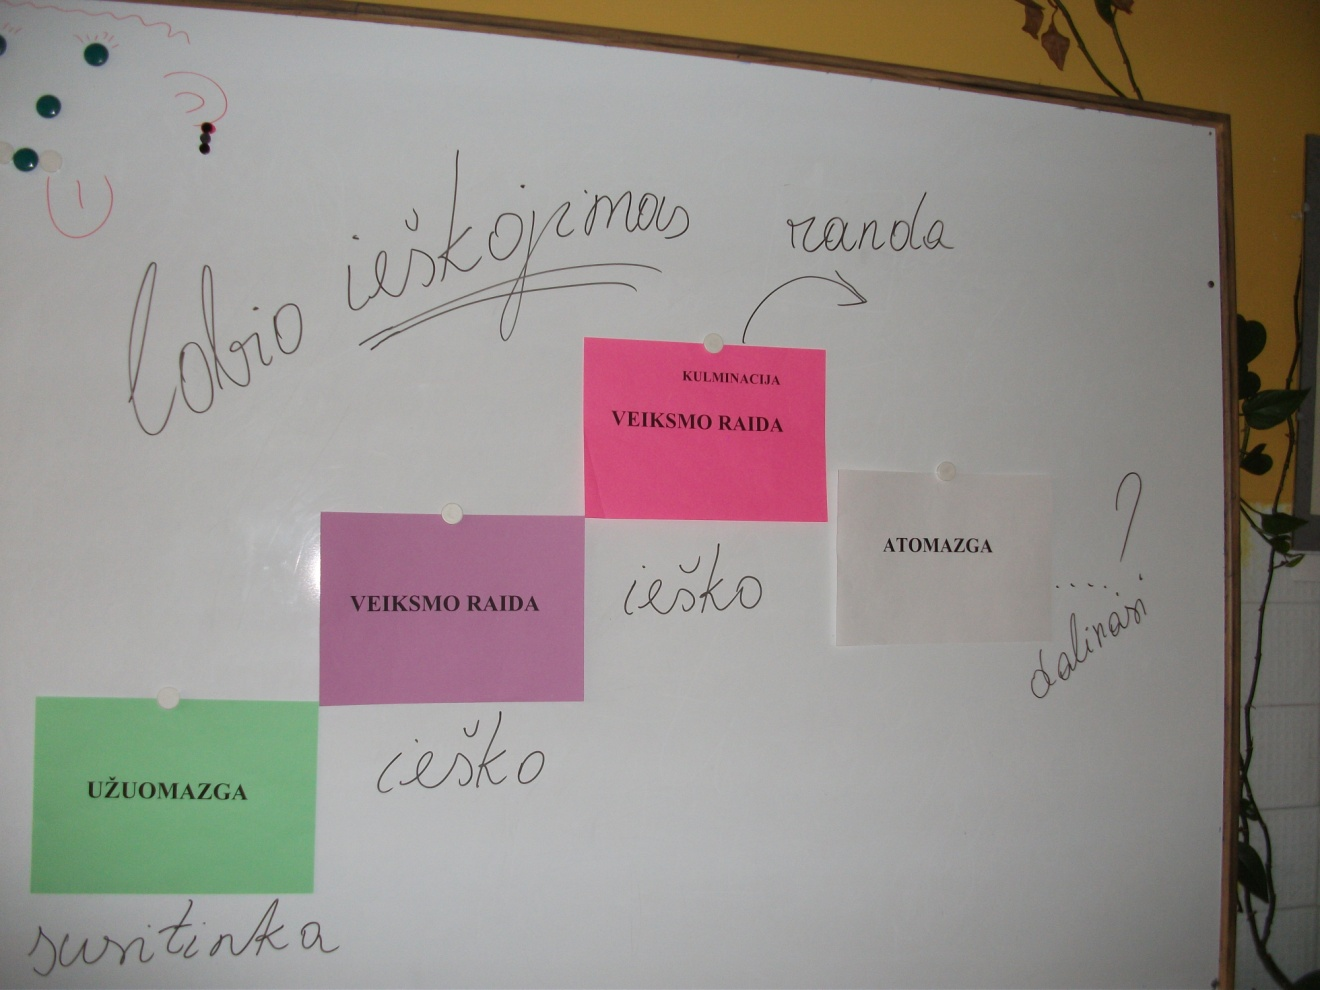 lobio ieškojimas
randa
KULMINACIJA
VEIKSMO RAIDA
ATOMAZGA
.....?
dalinasi
ieško
VEIKSMO RAIDA
ieško
UŽUOMAZGA
susitinka